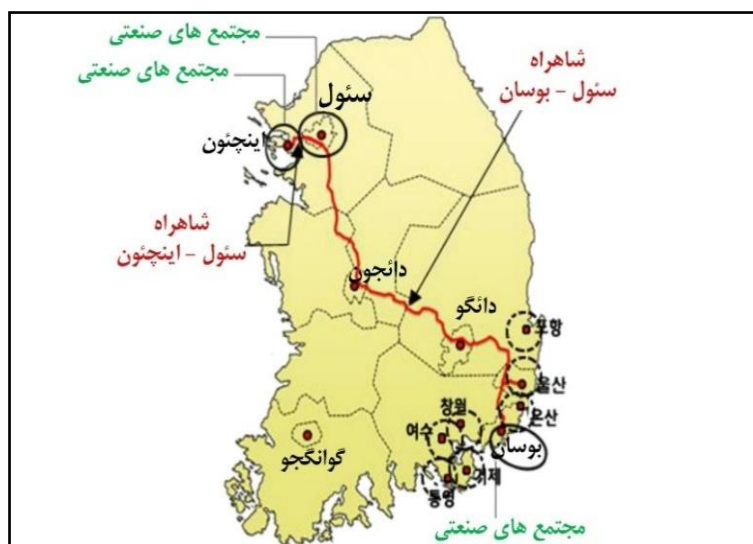 مجتمع های صنعتی
مجتمع های صنعتی
شاهراه
سئول - بوسان
سئول
اینچئون
شاهراه
سئول - اینچئون
دائجون
دائگو
포항
울산
온산
창원
여수
گوانگجو
بوسان
거제
통영
مجتمع های صنعتی